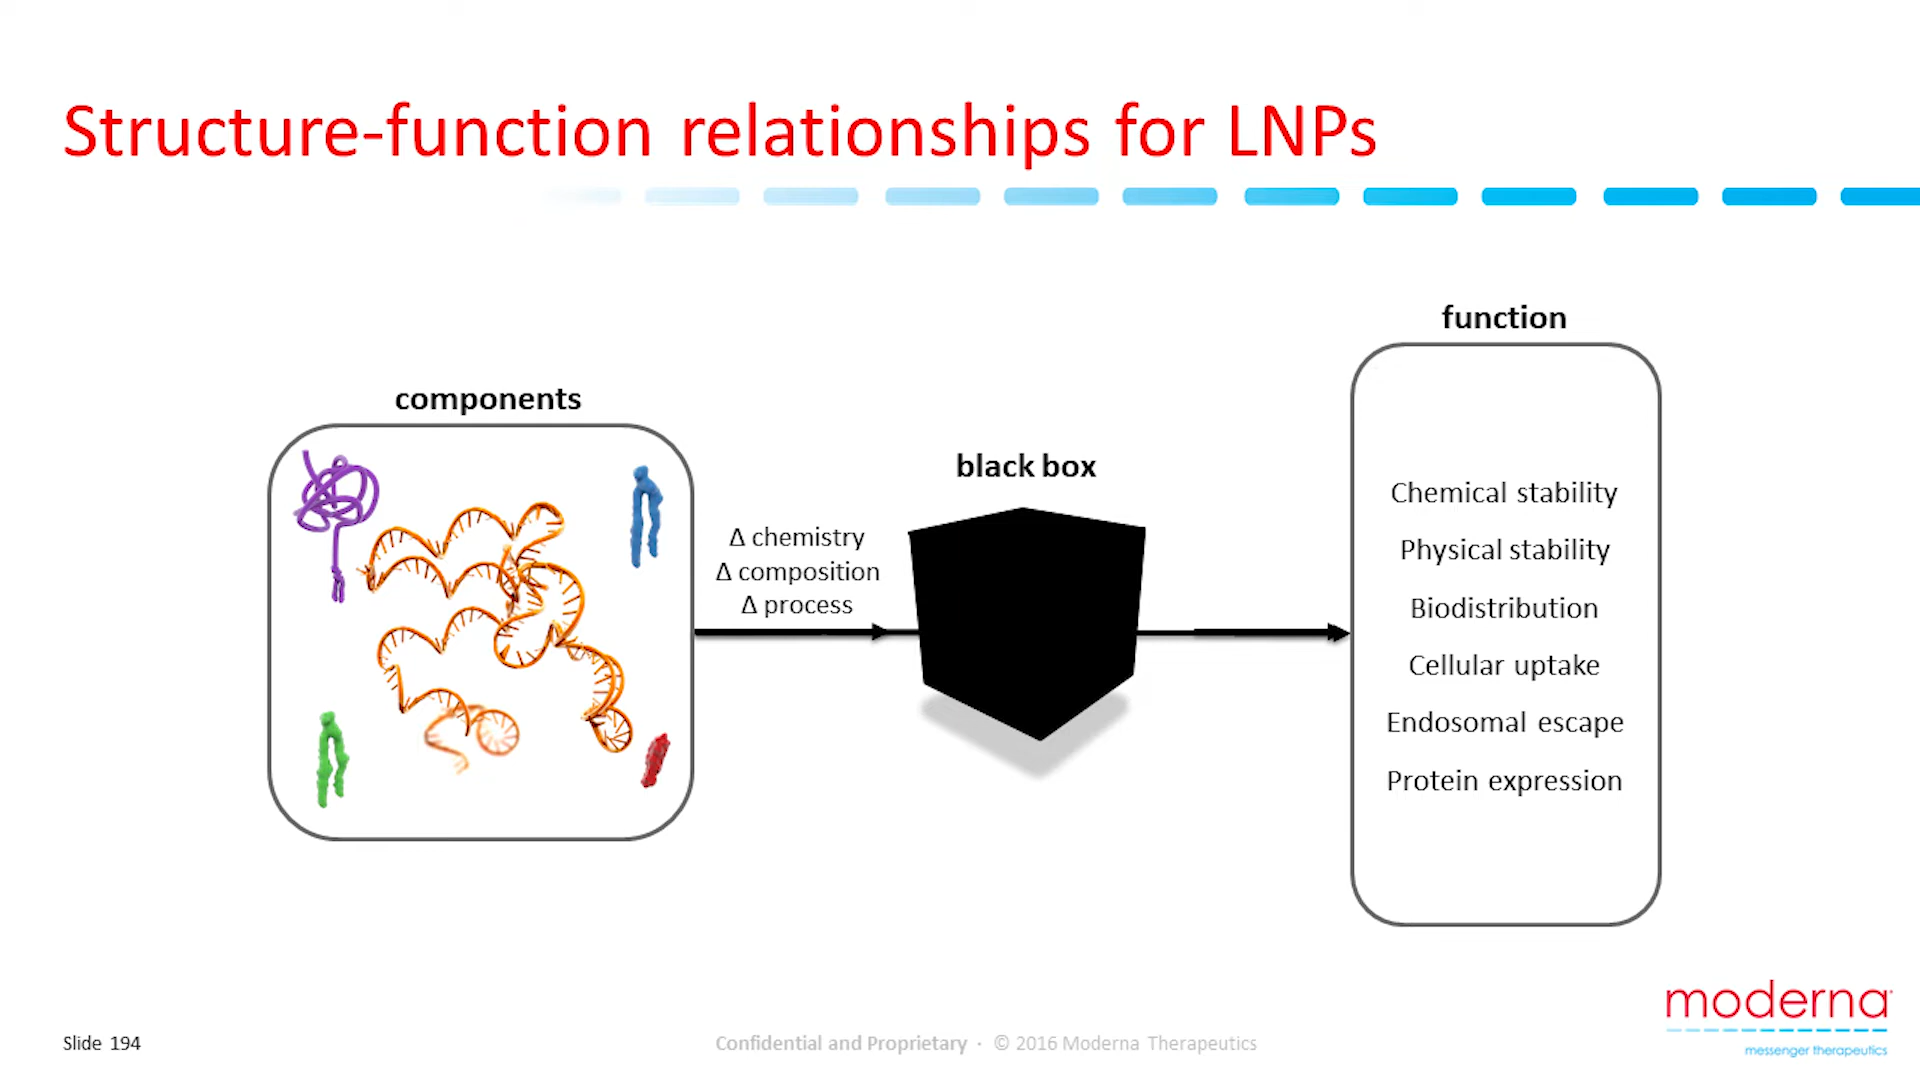 Structure-function relationships for LNPs
components
Δ chemistry
Δ composition
Δ process
black box
function
Chemical stability
Physical stability
Biodistribution
Cellular uptake
Endosomal escape
Protein expression
Slide 194
Confidential and Proprietary · © 2016 Moderna Therapeutics
moderna
messenger therapeutics